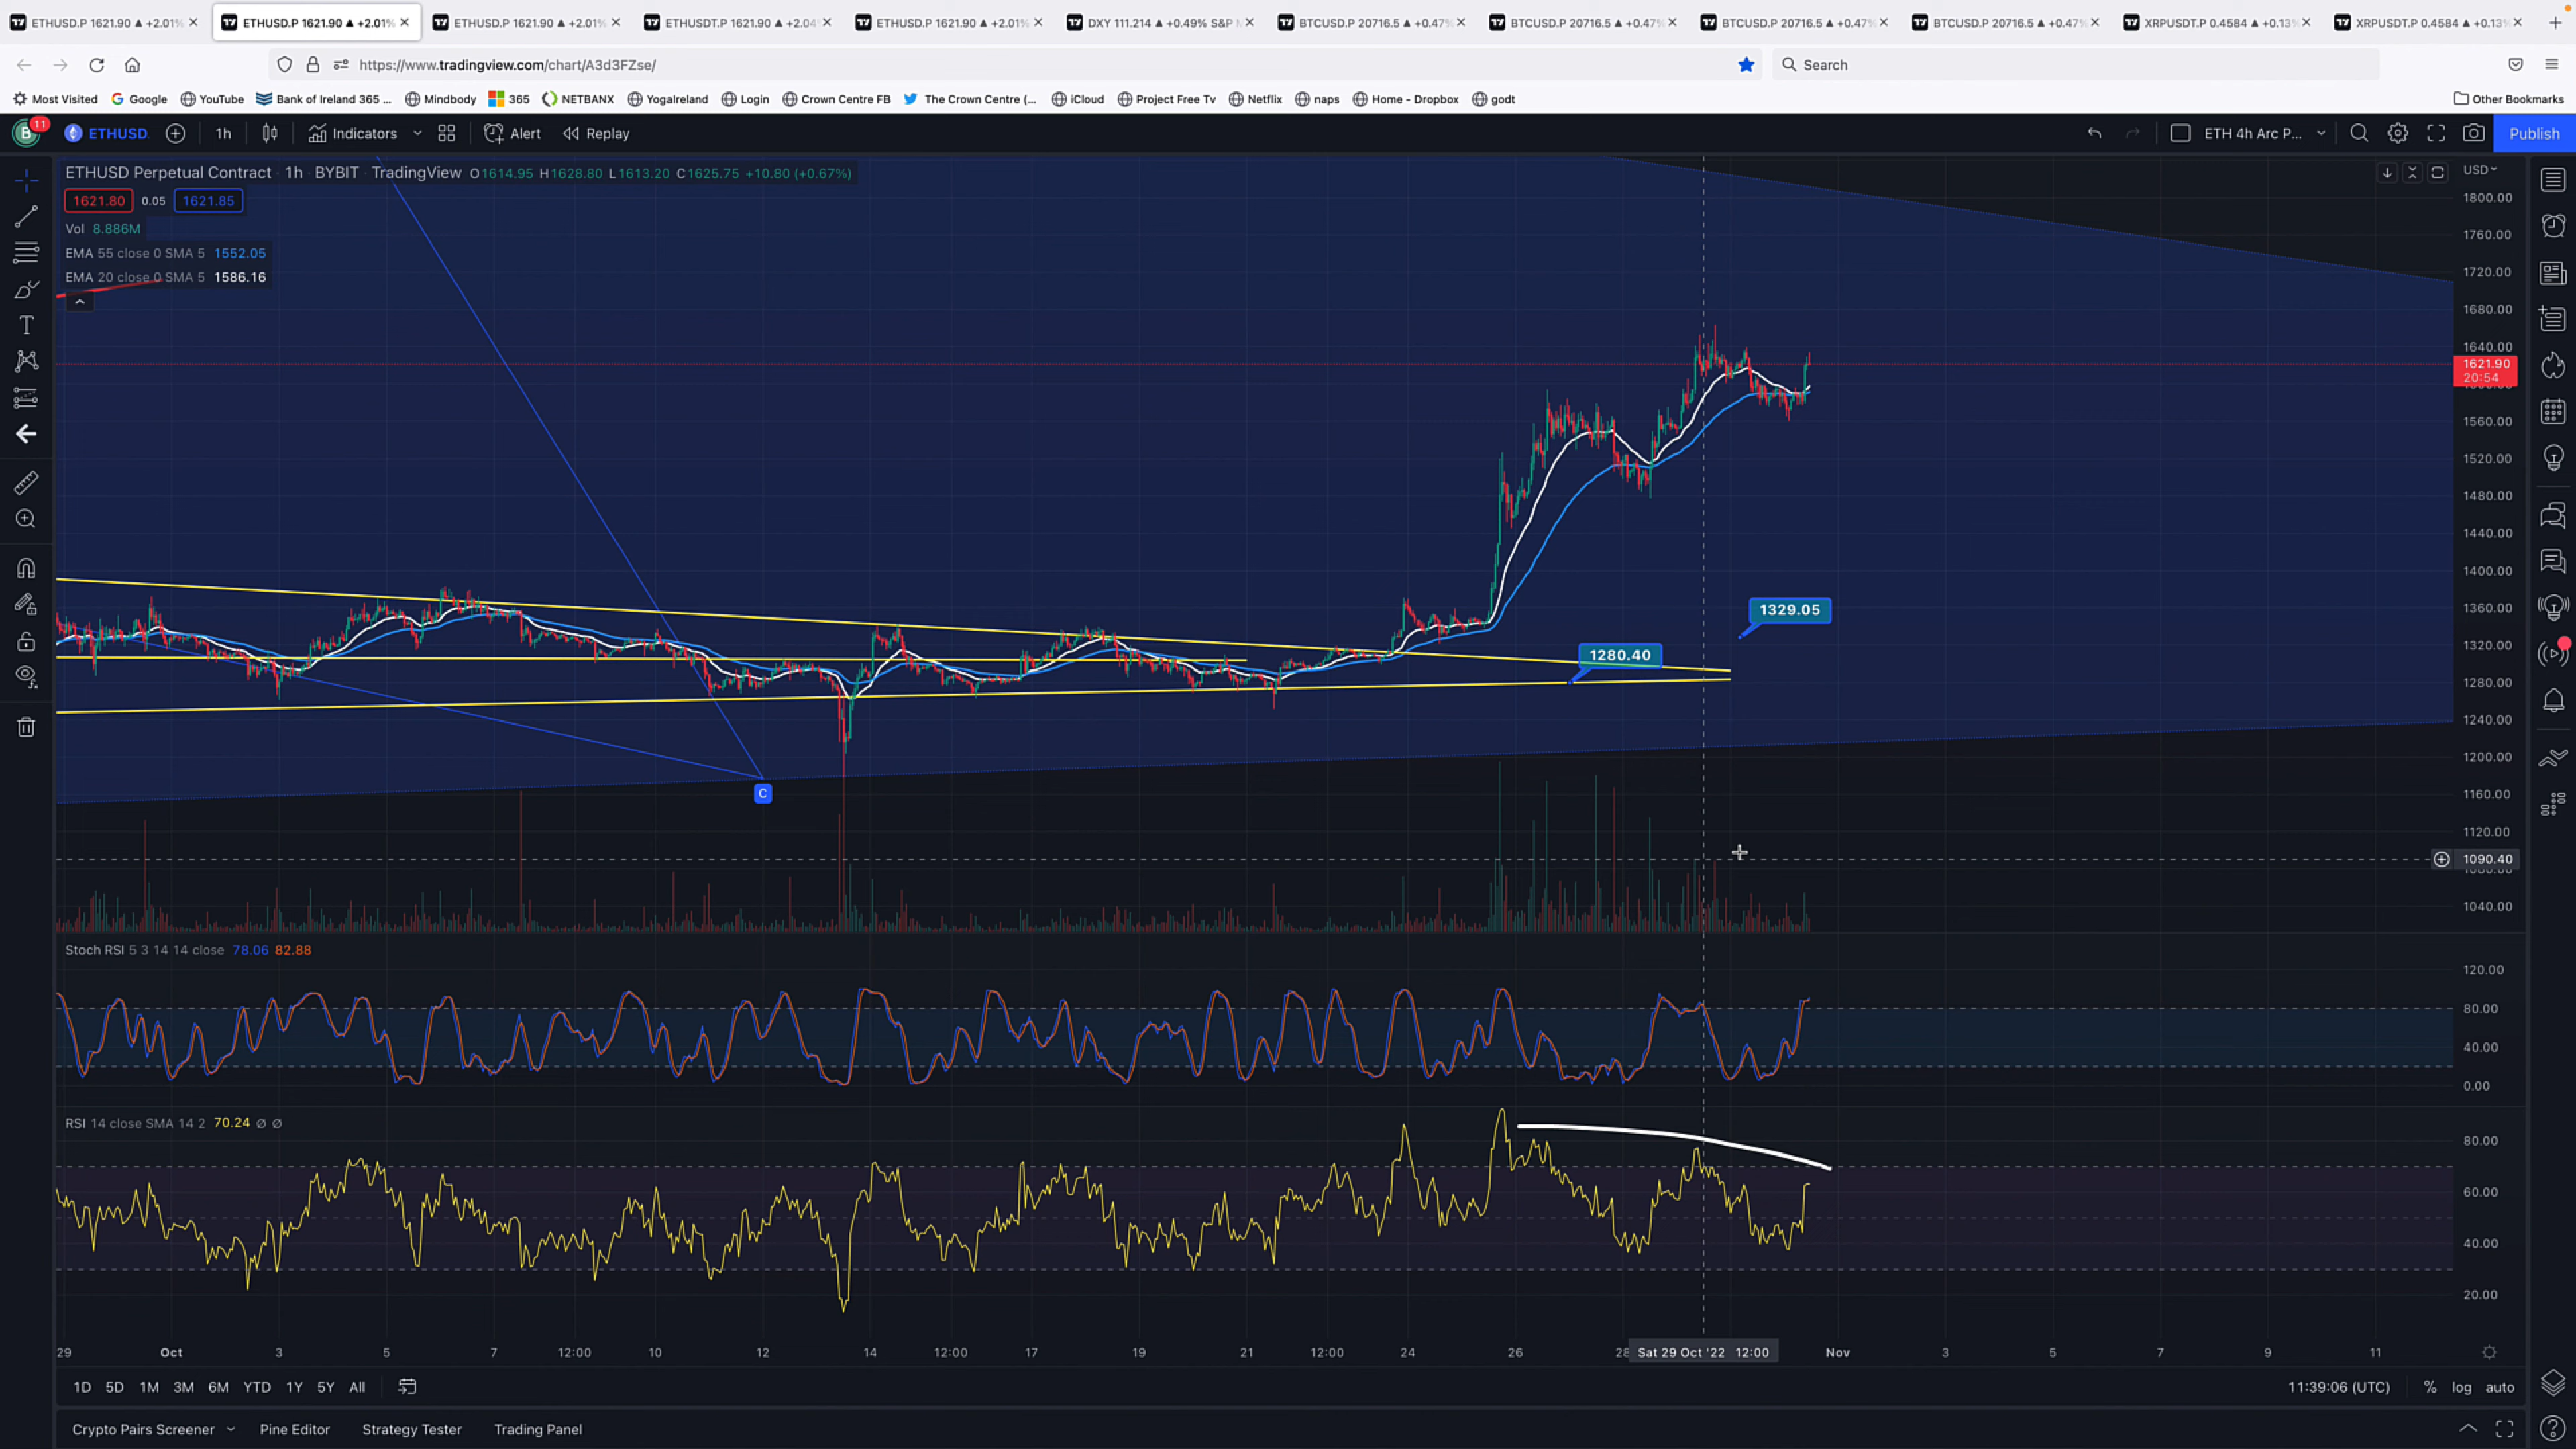 ETHUSD.P 1621.90 ▲ +2.01% ETHUSD.P 1621.90 ▲ +2.01% ETHUSD.P 1621.90 ▲ +2.01% ETHUSDT.P 1621.90 ▲ +2.04% ETHUSD.P 1621.90 ▲ +2.01% DXY 111.214 ▲ +0.49% S&P BTCUSD.P 20716.5 ▲ +0.47% BTCUSD.P 20716.5 ▲ +0.47% BTCUSD.P 20716.5 ▲ +0.47% BTCUSD.P 20716.5 ▲ +0.47% XRPUSDT.P 0.4584 ▲ +0.13% XRPUSDT.P 0.4584 ▲ +0.13%
https://www.tradingview.com/chart/A3d3FZse/ Search
Most Visited Google YouTube Bank of Ireland 365 ... Mindbody 365 NETBANX YogaIreland Login Crown Centre FB The Crown Centre (... iCloud Project Free Tv Netflix naps Home - Dropbox godt Other Bookmarks
B 11 ETHUSD 1h Indicators Alert Replay ETH 4h Arc P... Publish
ETHUSD Perpetual Contract · 1h · BYBIT · TradingView O1614.95 H1628.80 L1613.20 C1625.75 +10.80 (+0.67%) USD
1621.80 0.05 1621.85
Vol 8.886M
EMA 55 close 0 SMA 5 1552.05
EMA 20 close 0 SMA 5 1586.16
1800.00
1760.00
1720.00
1680.00
1640.00
1621.90
20:54
1560.00
1520.00
1480.00
1440.00
1400.00
1360.00
1329.05
1320.00
1280.40
1280.00
1240.00
1200.00
C
1160.00
1120.00
1090.40
1040.00
Stoch RSI 5 3 14 14 close 78.06 82.88
120.00
80.00
40.00
0.00
RSI 14 close SMA 14 2 70.24 ∅ ∅
80.00
60.00
40.00
20.00
29 Oct 3 5 7 12:00 10 12 14 12:00 17 19 21 12:00 24 26 28 Sat 29 Oct '22 12:00 Nov 3 5 7 9 11
1D 5D 1M 3M 6M YTD 1Y 5Y All 11:39:06 (UTC) % log auto
Crypto Pairs Screener Pine Editor Strategy Tester Trading Panel